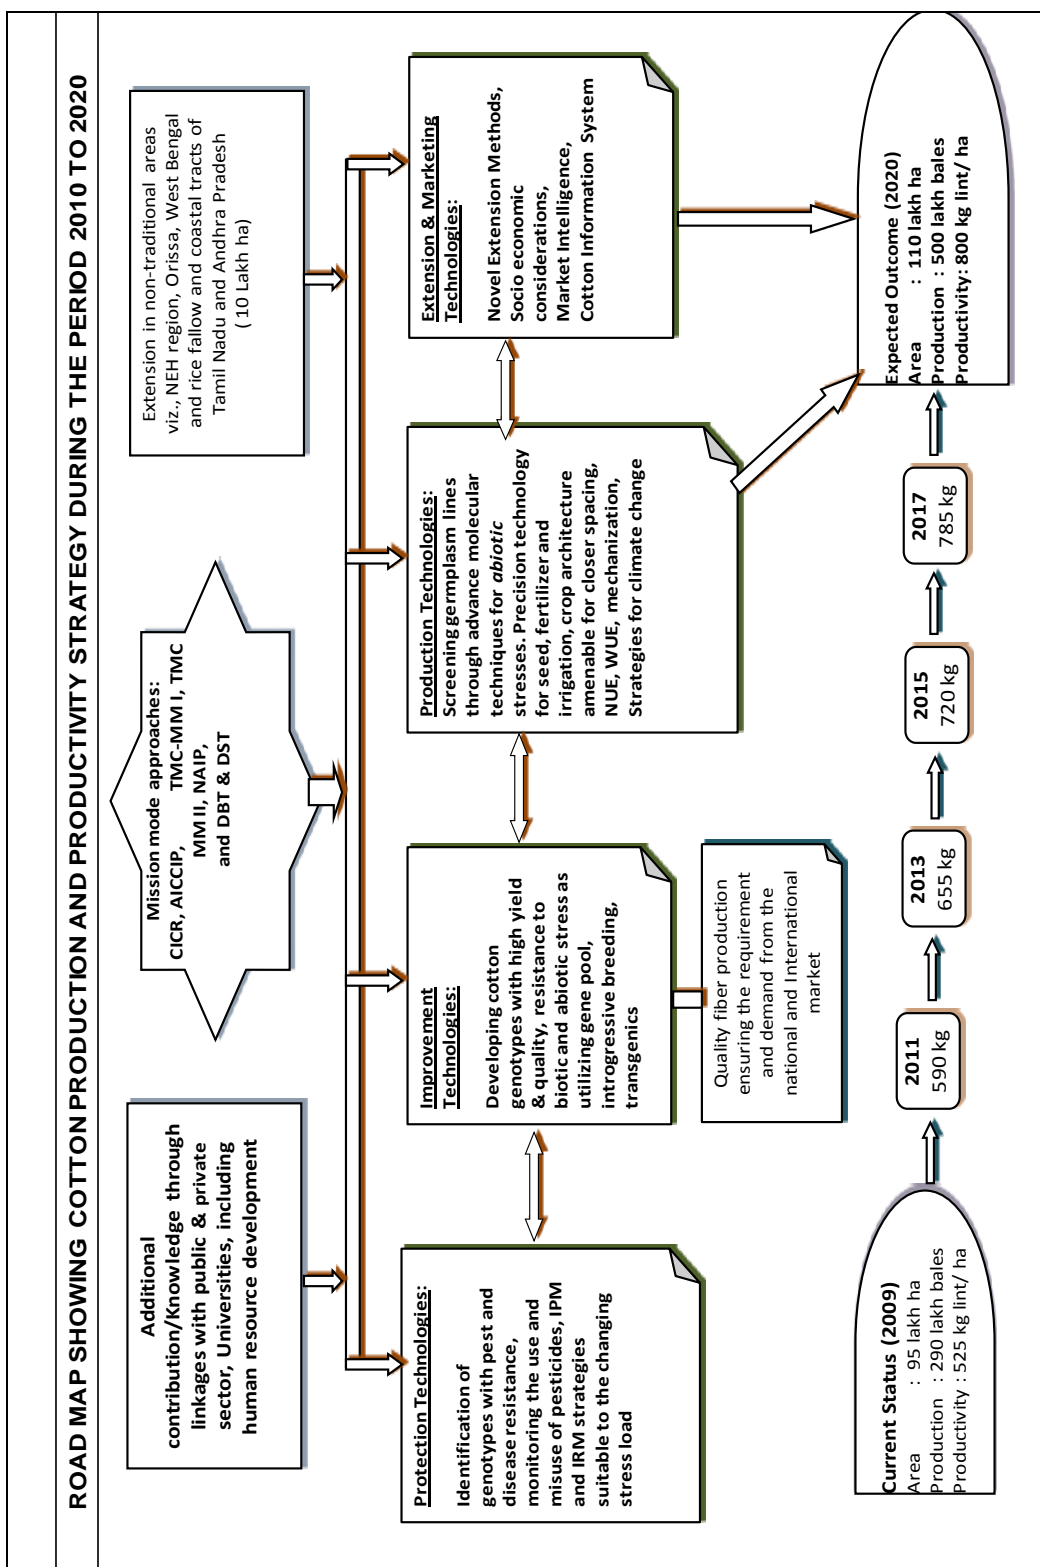 ROAD MAP SHOWING COTTON PRODUCTION AND PRODUCTIVITY STRATEGY DURING THE PERIOD 2010 TO 2020
Additional
contribution/Knowledge through
linkages with public & private
sector, Universities, including
human resource development
Mission mode approaches:
CICR, AICCIP, TMC-MM I, TMC
MM II, NAIP,
and DBT & DST
Extension in non-traditional areas
viz., NEH region, Orissa, West Bengal
and rice fallow and coastal tracts of
Tamil Nadu and Andhra Pradesh
( 10 Lakh ha)
Protection Technologies:
Identification of
genotypes with pest and
disease resistance,
monitoring the use and
misuse of pesticides, IPM
and IRM strategies
suitable to the changing
stress load
Improvement
Technologies:
Developing cotton
genotypes with high yield
& quality, resistance to
biotic and abiotic stress as
utilizing gene pool,
introgressive breeding,
transgenics
Production Technologies:
Screening germplasm lines
through advance molecular
techniques for abiotic
stresses. Precision technology
for seed, fertilizer and
irrigation, crop architecture
amenable for closer spacing,
NUE, WUE, mechanization,
Strategies for climate change
Extension & Marketing
Technologies:
Novel Extension Methods,
Socio economic
considerations,
Market Intelligence,
Cotton Information System
Quality fiber production
ensuring the requirement
and demand from the
national and International
market
Current Status (2009)
Area : 95 lakh ha
Production : 290 lakh bales
Productivity : 525 kg lint/ ha
2011
590 kg
2013
655 kg
2015
720 kg
2017
785 kg
Expected Outcome (2020)
Area : 110 lakh ha
Production : 500 lakh bales
Productivity: 800 kg lint/ ha